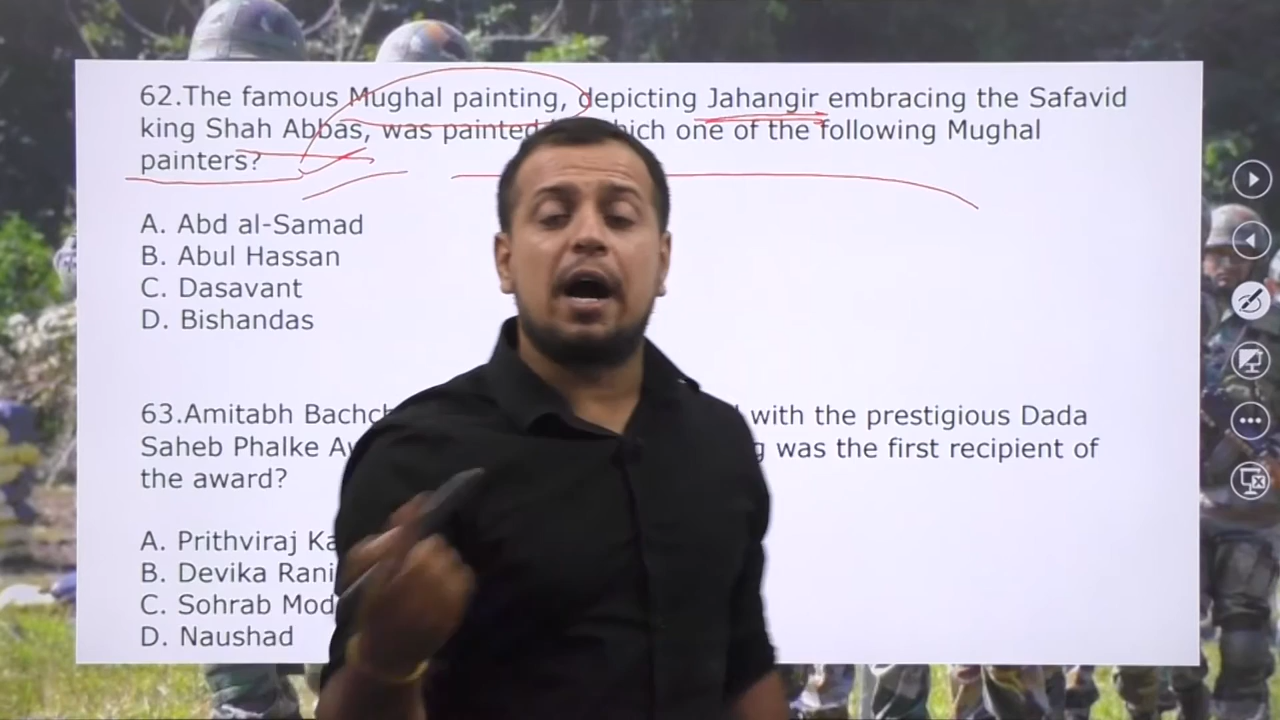 62.The famous Mughal painting, depicting Jahangir embracing the Safavid
king Shah Abbas, was painted which one of the following Mughal
painters?
A. Abd al-Samad
B. Abul Hassan
C. Dasavant
D. Bishandas
63.Amitabh with the prestigious Dada
Saheb Phalke was the first recipient of
the award?
A. Prithviraj
B. Devika Rani
C. Sohrab
D. Naushad